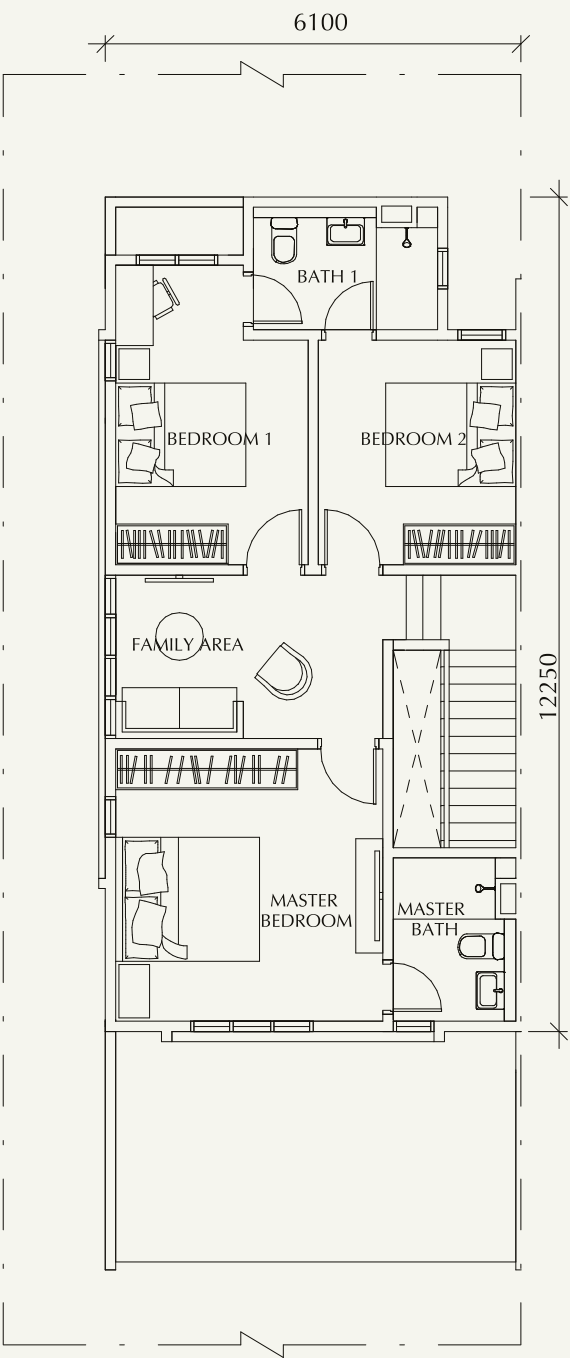 6100
BATH 1
BEDROOM 1
BEDROOM 2
FAMILY AREA
12250
MASTER
BEDROOM
MASTER
BATH